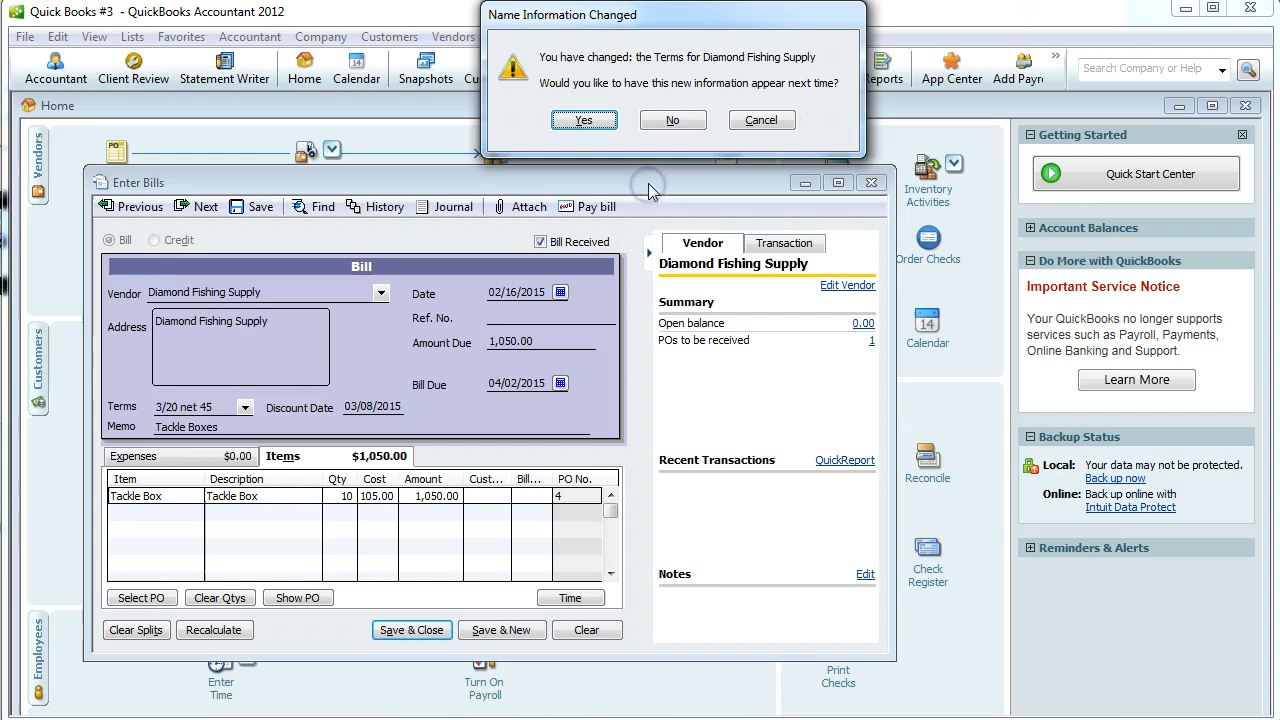 Quick Books #3 - QuickBooks Accountant 2012
File Edit View Lists Favorites Accountant Company Customers Vendors
Accountant Client Review Statement Writer Home Calendar Snapshots App Center
Search Company or Help
Home
Name Information Changed
You have changed: the Terms for Diamond Fishing Supply
Would you like to have this new information appear next time?
Yes No Cancel
Vendors
Customers
Employees
PO
Enter Bills
Previous Next Save Find History Journal Attach Pay bill
Bill Credit Bill Received
Bill
Vendor Diamond Fishing Supply Date 02/16/2015
Address Diamond Fishing Supply Ref. No.
Amount Due 1,050.00
Bill Due 04/02/2015
Terms 3/20 net 45 Discount Date 03/08/2015
Memo Tackle Boxes
Expenses $0.00 Items $1,050.00
Item Description Qty Cost Amount Cust... Bill... PO No.
Tackle Box Tackle Box 10 105.00 1,050.00 4
Select PO Clear Qtys Show PO Time
Clear Splits Recalculate Save & Close Save & New Clear
Vendor Transaction
Diamond Fishing Supply
Edit Vendor
Summary
Open balance 0.00
POs to be received 1
Recent Transactions QuickReport
Notes Edit
Enter
Time
Turn On
Payroll
Print
Checks
Inventory
Activities
Order Checks
14
Calendar
Reconcile
Check
Register
Getting Started
Quick Start Center
Account Balances
Do More with QuickBooks
Important Service Notice
Your QuickBooks no longer supports
services such as Payroll, Payments,
Online Banking and Support.
Learn More
Backup Status
Local: Your data may not be protected.
Back up now
Online: Back up online with
Intuit Data Protect
Reminders & Alerts